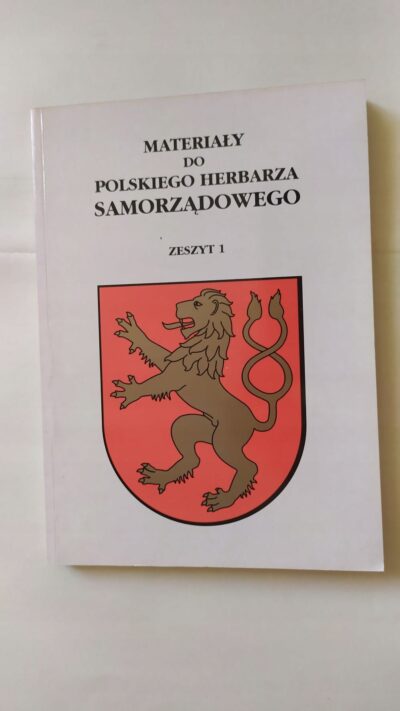 MATERIAŁY
DO
POLSKIEGO HERBARZA
SAMORZĄDOWEGO
ZESZYT 1